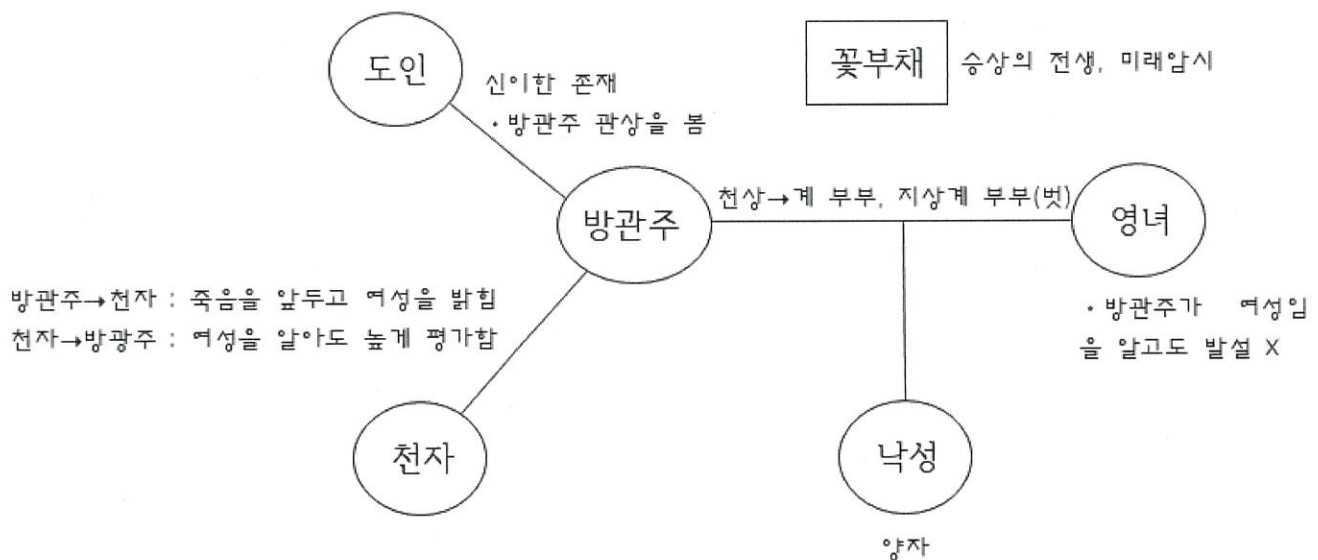 도인
신이한 존재
・방관주 관상을 봄
꽃부채
승상의 전생, 미래암시
방관주
천상→계 부부, 지상계 부부(벗)
영녀
・방관주가 여성임
을 알고도 발설 X
방관주→천자 : 죽음을 앞두고 여성을 밝힘
천자→방광주 : 여성을 알아도 높게 평가함
천자
낙성
양자